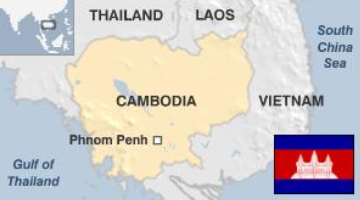 THAILAND
LAOS
South
China
Sea
CAMBODIA
VIETNAM
Phnom Penh
Gulf of
Thailand